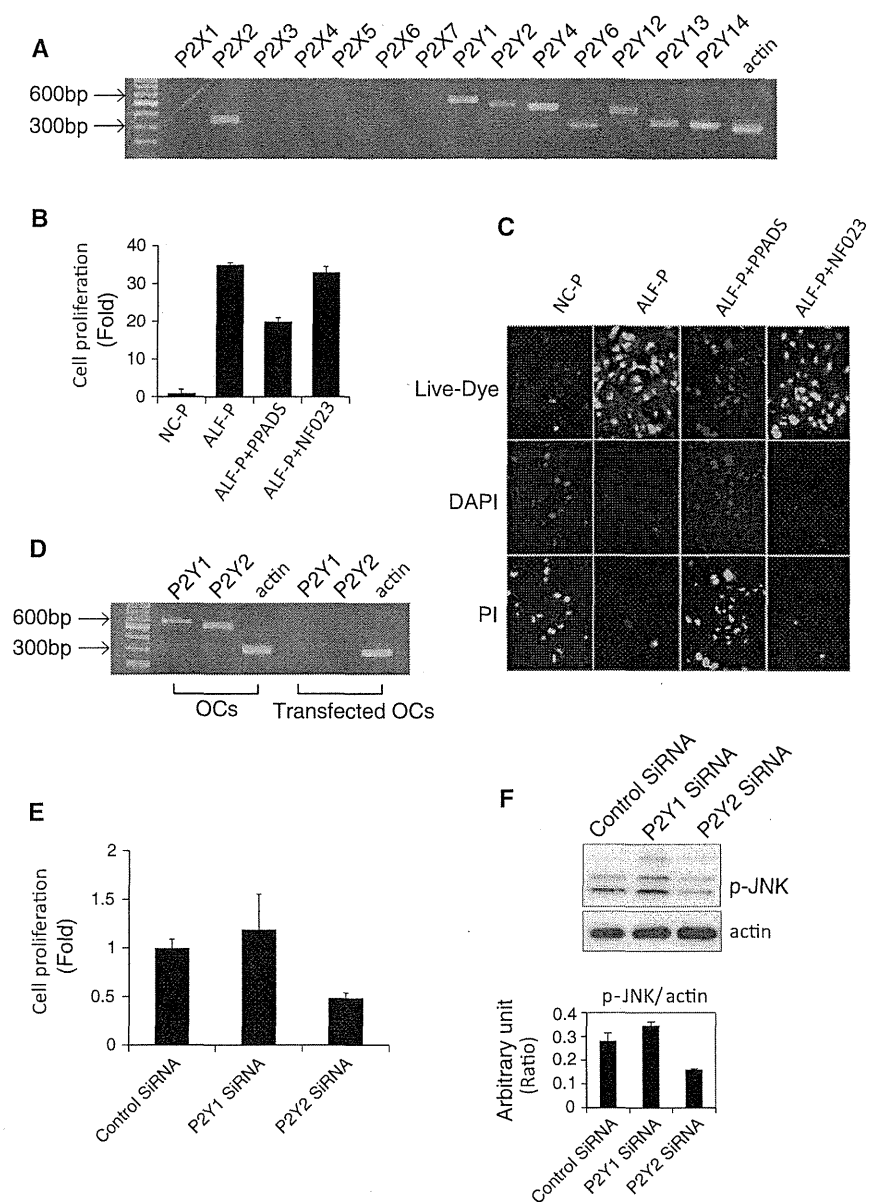 A
P2X1 P2X2 P2X3 P2X4 P2X5 P2X6 P2X7 P2Y1 P2Y2 P2Y4 P2Y6 P2Y12 P2Y13 P2Y14 actin
600bp
300bp
B
Cell proliferation
(Fold)
40
30
20
10
0
NC-P ALF-P ALF-P+PPADS ALF-P+NF023
C
NC-P ALF-P ALF-P+PPADS ALF-P+NF023
Live-Dye
DAPI
PI
D
P2Y1 P2Y2 actin P2Y1 P2Y2 actin
600bp
300bp
OCs Transfected OCs
E
Cell proliferation
(Fold)
2
1.5
1
0.5
0
Control SiRNA P2Y1 SiRNA P2Y2 SiRNA
F
Control SiRNA P2Y1 SiRNA P2Y2 SiRNA
p-JNK
actin
p-JNK/actin
Arbitrary unit
(Ratio)
0.4
0.3
0.2
0.1
0
Control SiRNA P2Y1 SiRNA P2Y2 SiRNA